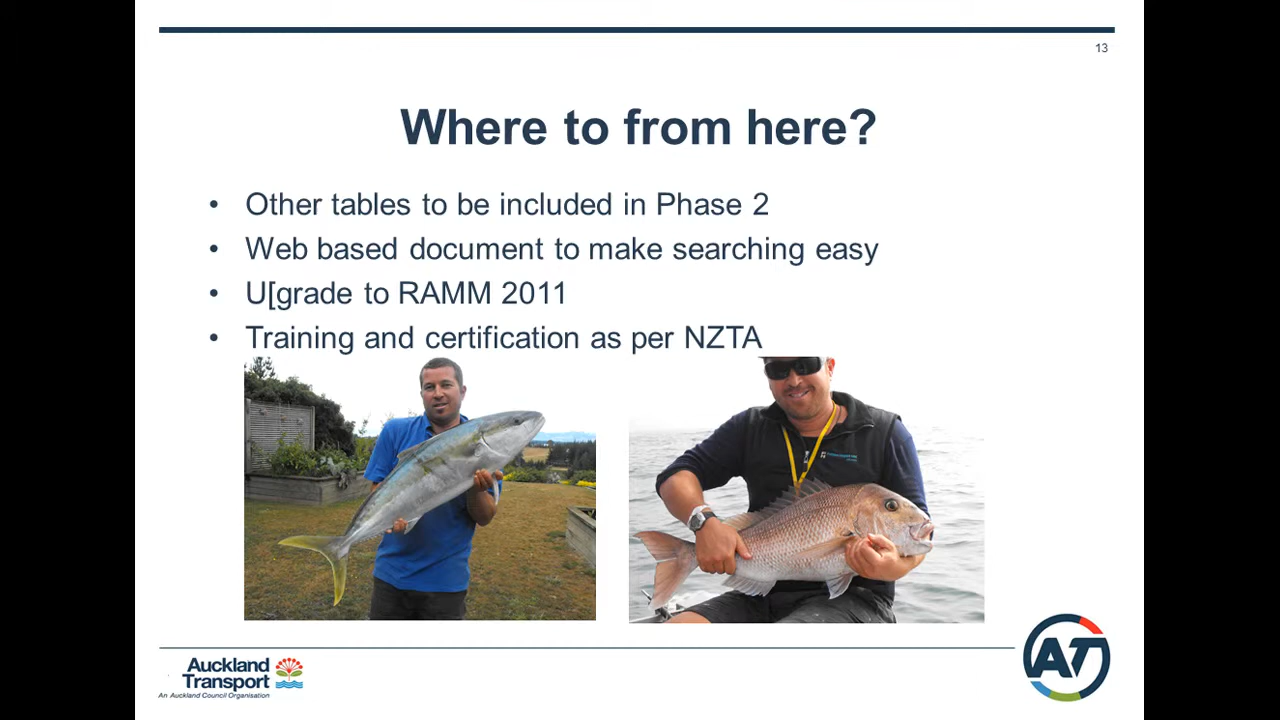 13
Where to from here?
• Other tables to be included in Phase 2
• Web based document to make searching easy
• U[grade to RAMM 2011
• Training and certification as per NZTA
Auckland
Transport
An Auckland Council Organisation
AT